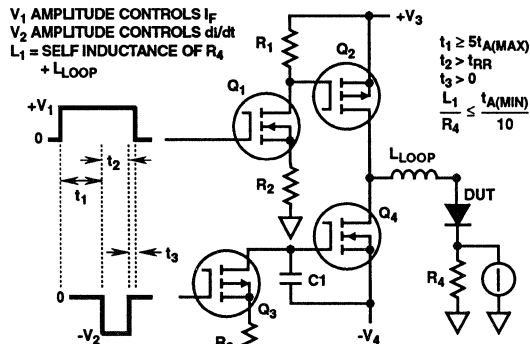 V1 AMPLITUDE CONTROLS IF
V2 AMPLITUDE CONTROLS di/dt
L1 = SELF INDUCTANCE OF R4
+ LLOOP
+V3
R1
Q2
t1 ≥ 5tA(MAX)
t2 > tRR
t3 > 0
L1
R4
≤
tA(MIN)
10
+V1
Q1
0
t2
t1
R2
LLOOP
DUT
Q4
t3
C1
R4
0
-V2
Q3
-V4